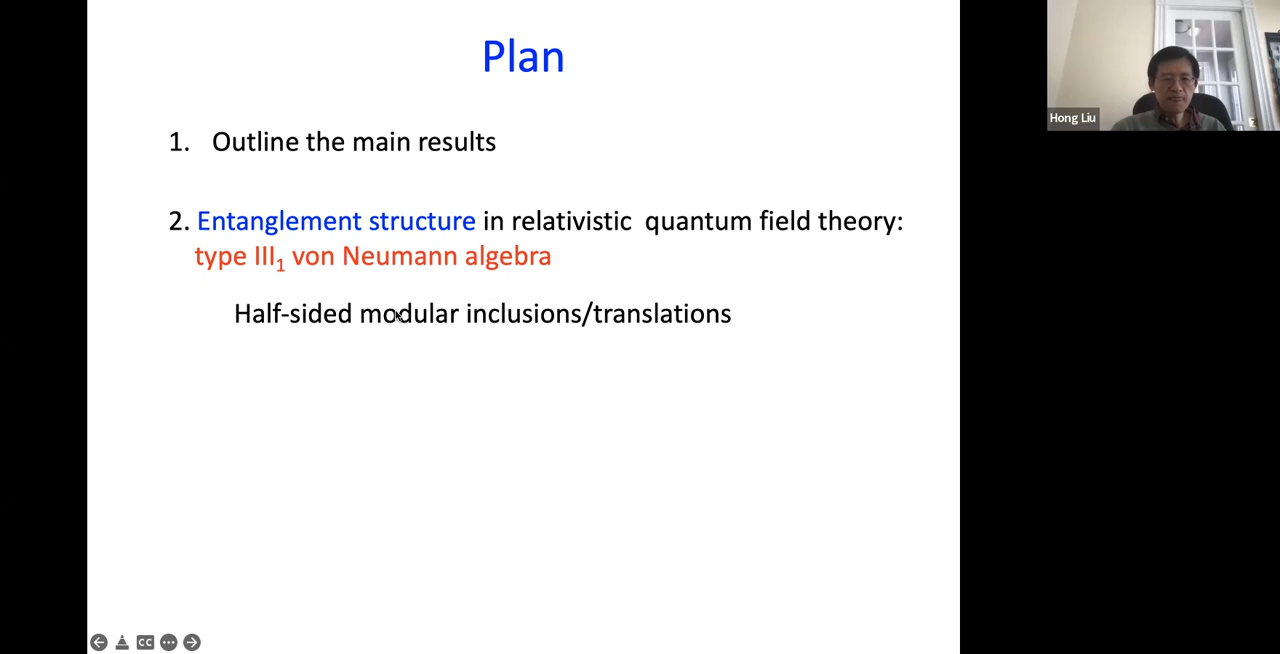 Plan
1. Outline the main results
2. Entanglement structure in relativistic quantum field theory:
type III₁ von Neumann algebra
Half-sided modular inclusions/translations
Hong Liu
CC